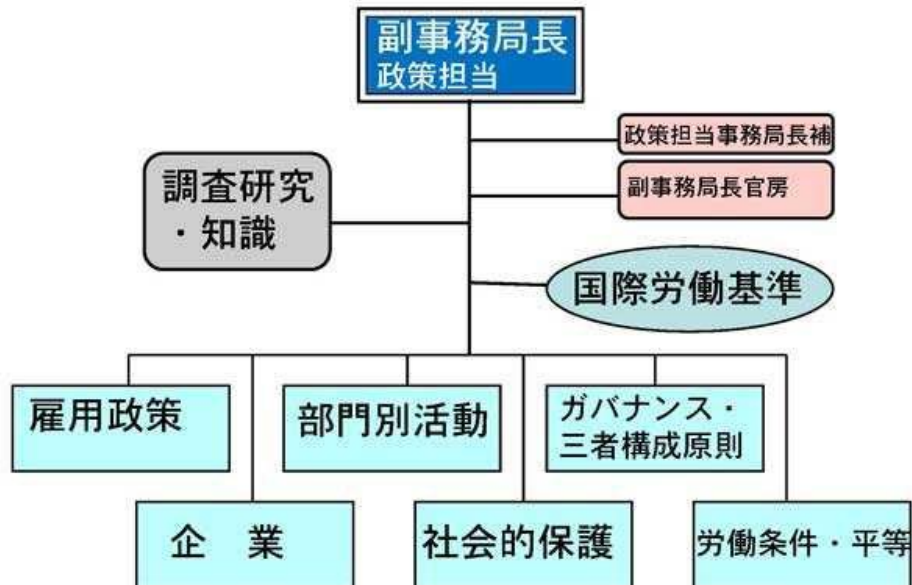 副事務局長
政策担当
政策担当事務局長補
副事務局長官房
調査研究
・知識
国際労働基準
雇用政策
部門別活動
ガバナンス・
三者構成原則
企　業
社会的保護
労働条件・平等